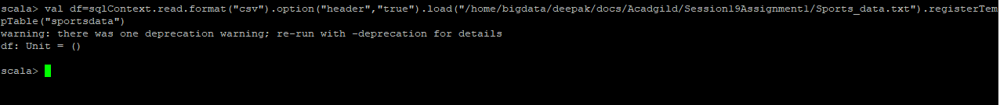 scala> val df=sqlContext.read.format("csv").option("header","true").load("/home/bigdata/deepak/docs/Acadgild/Session19Assignment1/Sports_data.txt").registerTem
pTable("sportsdata")
warning: there was one deprecation warning; re-run with -deprecation for details
df: Unit = ()
scala>